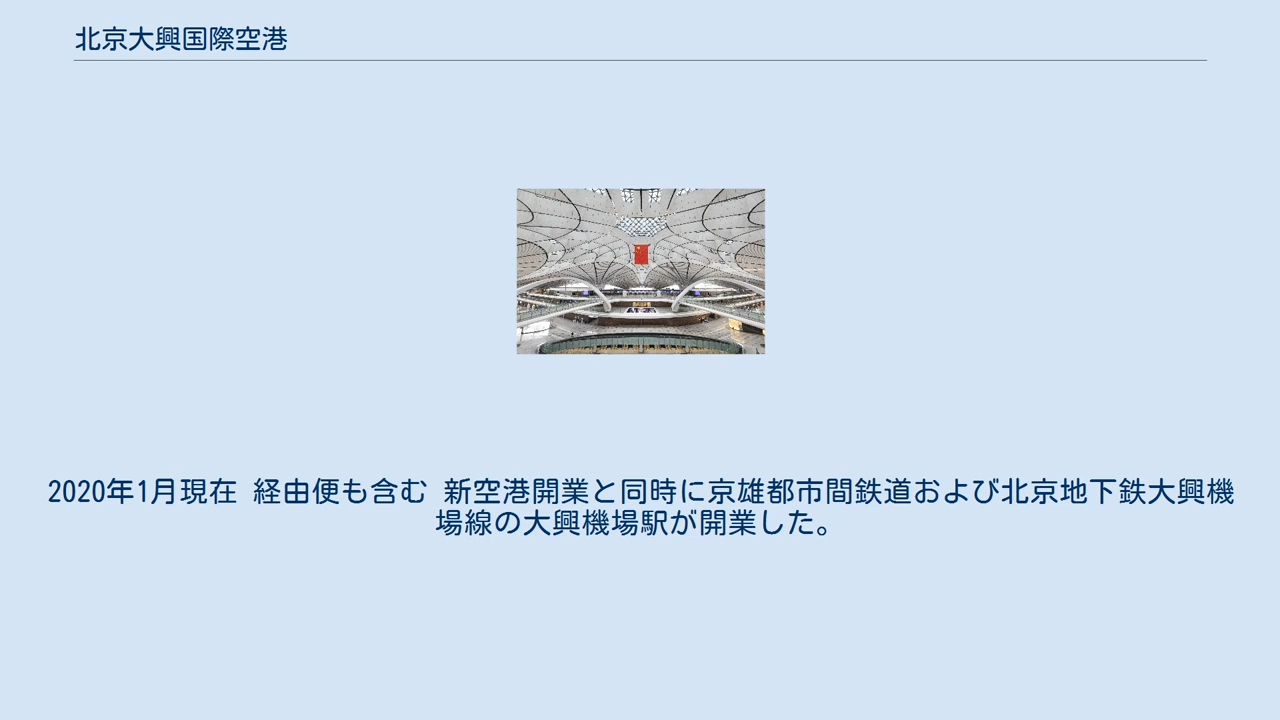 北京大興国際空港
2020年1月現在 経由便も含む 新空港開業と同時に京雄都市間鉄道および北京地下鉄大興機
場線の大興機場駅が開業した。